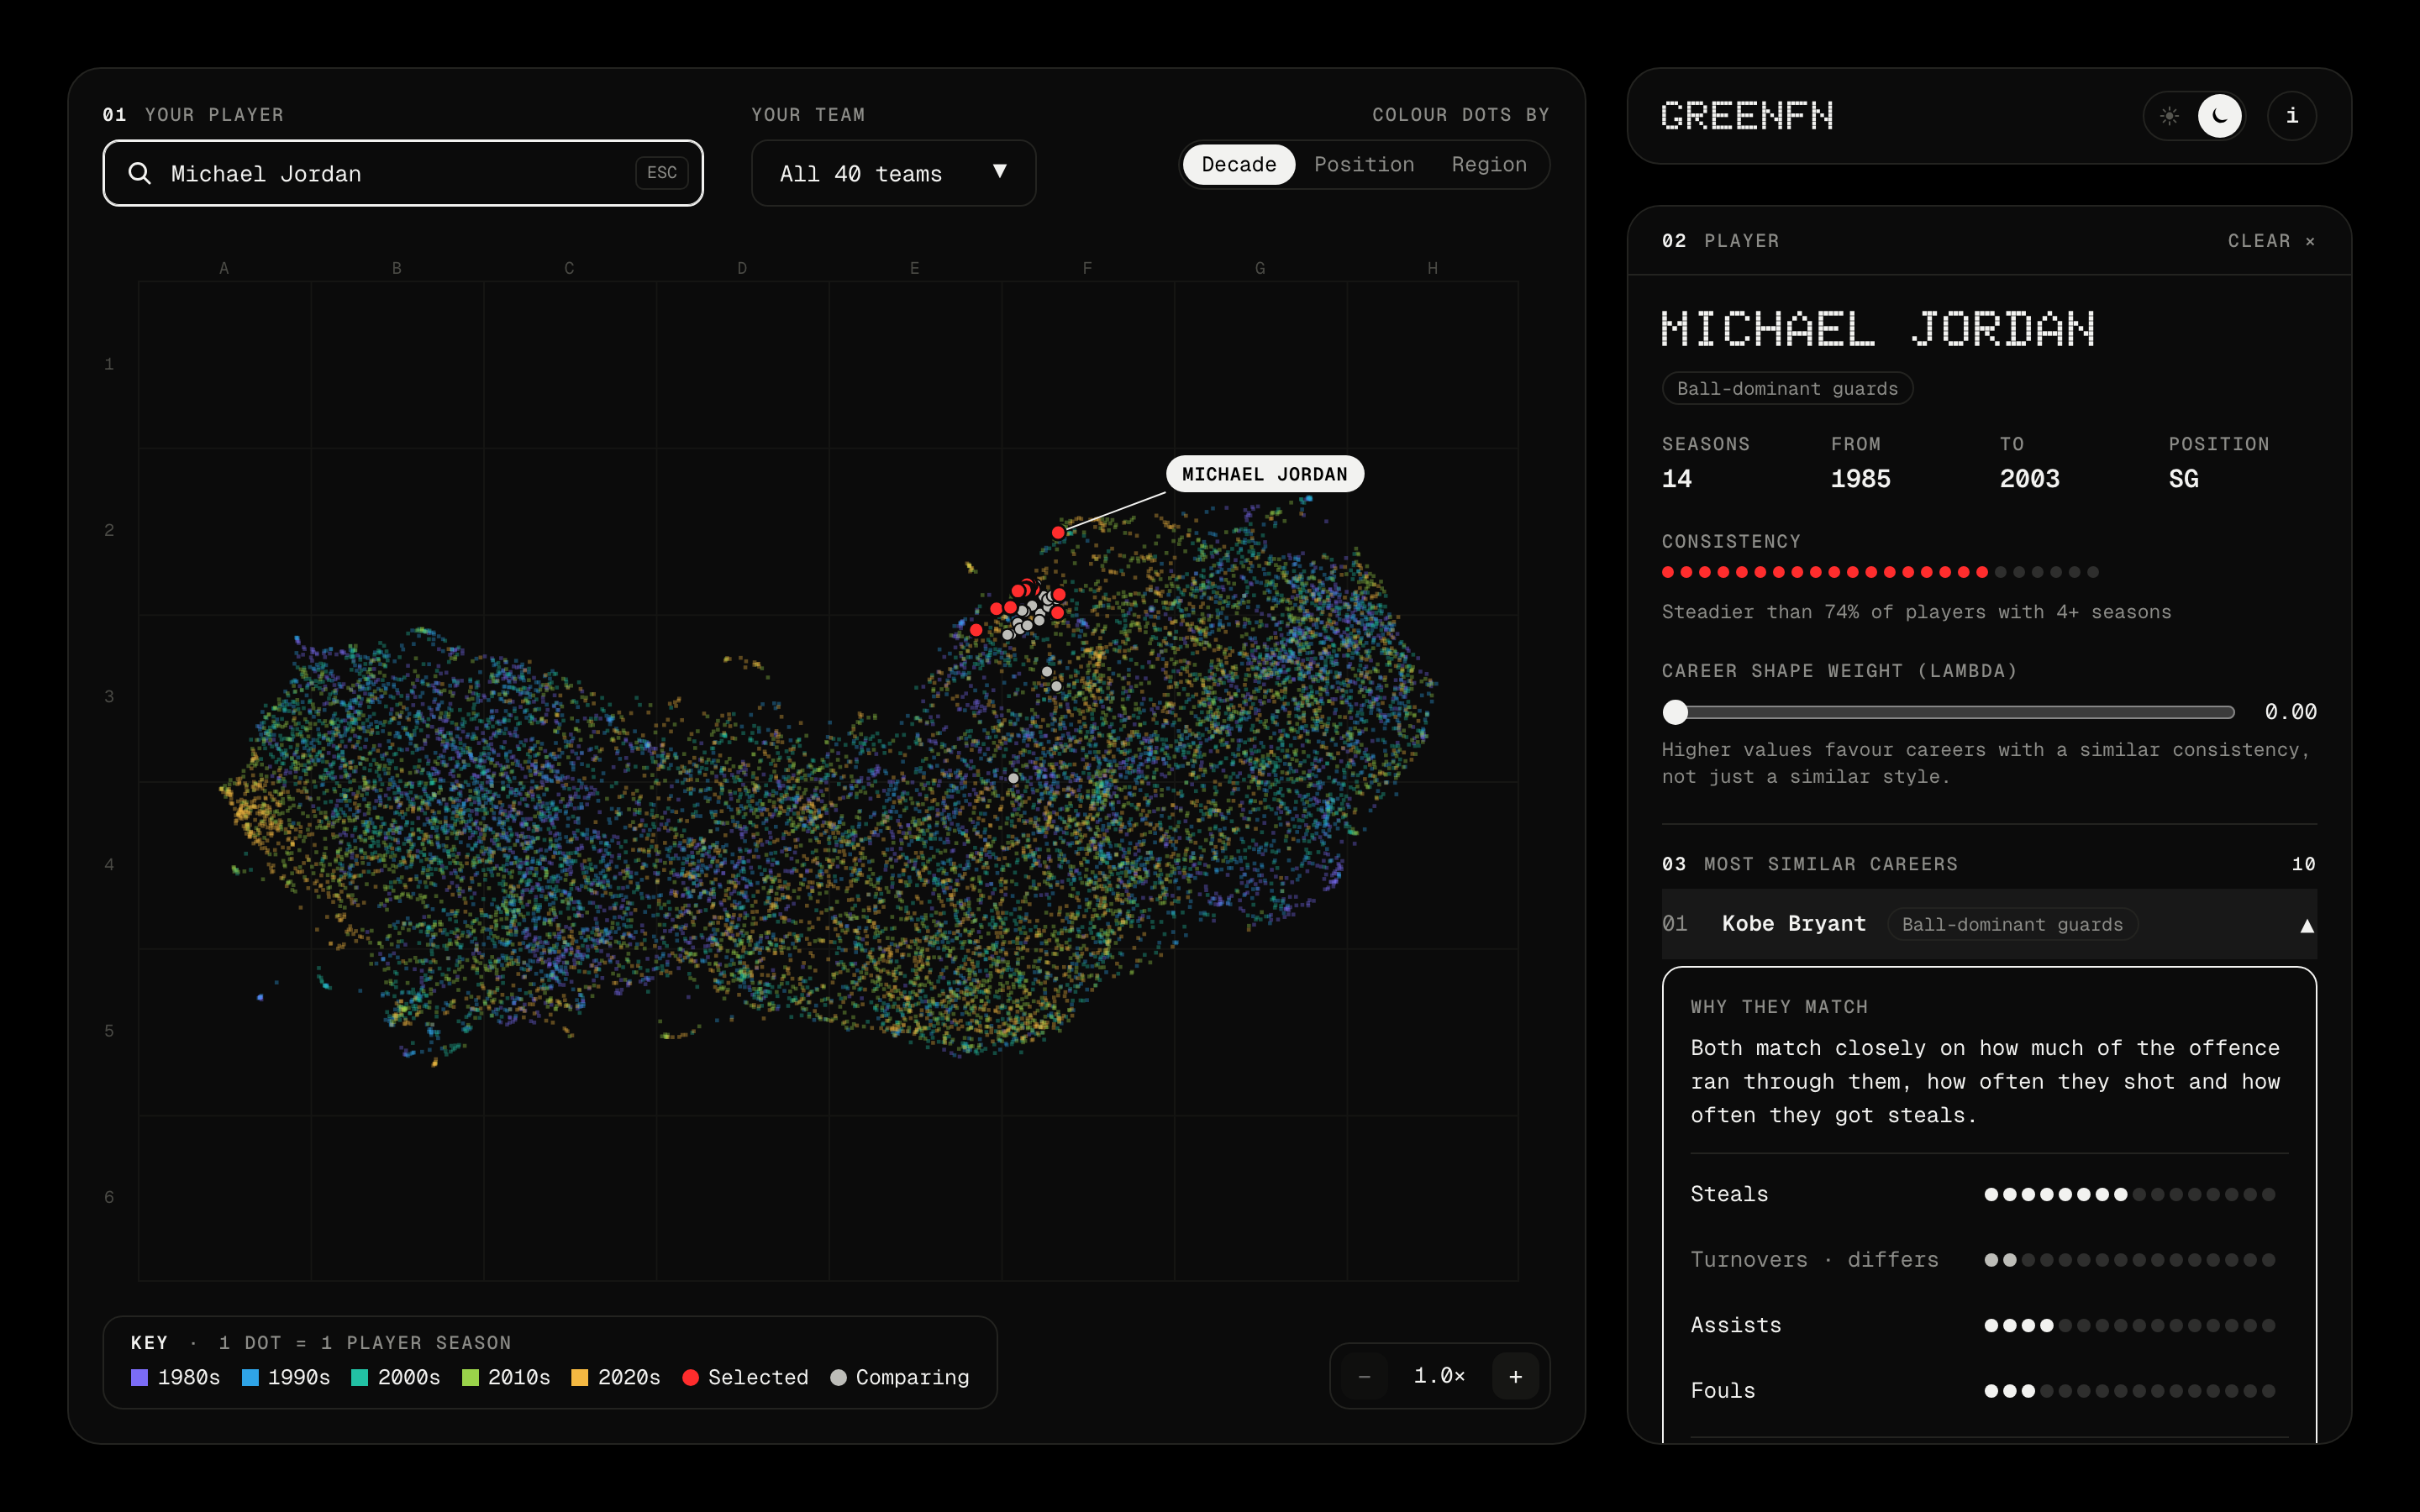 01 YOUR PLAYER
YOUR TEAM
COLOUR DOTS BY
Michael Jordan ESC
All 40 teams ▼
Decade Position Region
A B C D E F G H
1
2
3
4
5
6
MICHAEL JORDAN
KEY · 1 DOT = 1 PLAYER SEASON
1980s 1990s 2000s 2010s 2020s Selected Comparing
− 1.0× +
GREENFN
i
02 PLAYER CLEAR ×
MICHAEL JORDAN
Ball-dominant guards
SEASONS FROM TO POSITION
14 1985 2003 SG
CONSISTENCY
Steadier than 74% of players with 4+ seasons
CAREER SHAPE WEIGHT (LAMBDA)
0.00
Higher values favour careers with a similar consistency,
not just a similar style.
03 MOST SIMILAR CAREERS 10
01 Kobe Bryant Ball-dominant guards ▲
WHY THEY MATCH
Both match closely on how much of the offence
ran through them, how often they shot and how
often they got steals.
Steals
Turnovers · differs
Assists
Fouls